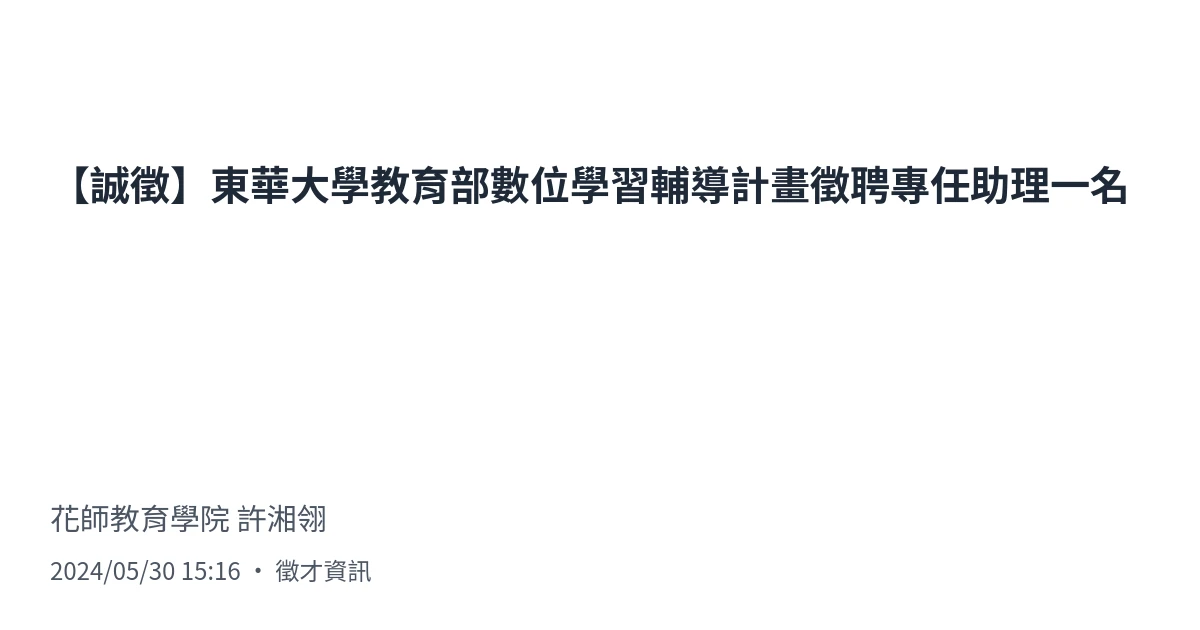 【誠徵】東華大學教育部數位學習輔導計畫徵聘專任助理一名
花師教育學院 許湘翎
2024/05/30 15:16 • 徵才資訊